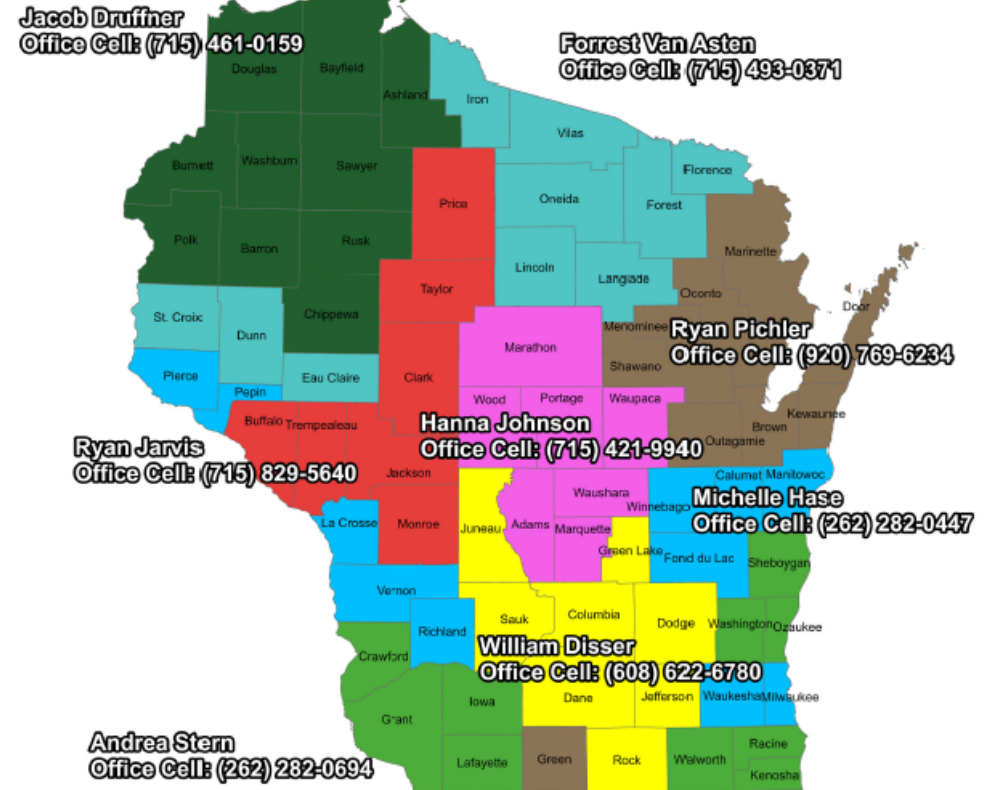 Jacob Druffner
Office Cell: (715) 461-0159
Forrest Van Asten
Office Cell: (715) 493-0371
Douglas
Bayfield
Ashland
Iron
Vilas
Burnett
Washburn
Sawyer
Florence
Price
Oneida
Forest
Polk
Barron
Rusk
Marinette
Lincoln
Langlade
Taylor
Oconto
Door
St. Croix
Dunn
Chippewa
Menominee
Ryan Pichler
Office Cell: (920) 769-6234
Marathon
Shawano
Pierce
Eau Claire
Clark
Pepin
Wood
Portage
Waupaca
Buffalo
Trempealeau
Hanna Johnson
Office Cell: (715) 421-9940
Kewaunee
Brown
Outagamie
Ryan Jarvis
Office Cell: (715) 829-5640
Jackson
Calumet
Manitowoc
Waushara
Winnebago
Michelle Hase
Office Cell: (262) 282-0447
La Crosse
Monroe
Juneau
Adams
Marquette
Green Lake
Fond du Lac
Sheboygan
Vernon
Sauk
Columbia
Dodge
Washington
Ozaukee
Richland
William Disser
Office Cell: (608) 622-6780
Crawford
Iowa
Dane
Jefferson
Waukesha
Milwaukee
Grant
Andrea Stern
Office Cell: (262) 282-0694
Lafayette
Green
Rock
Walworth
Racine
Kenosha